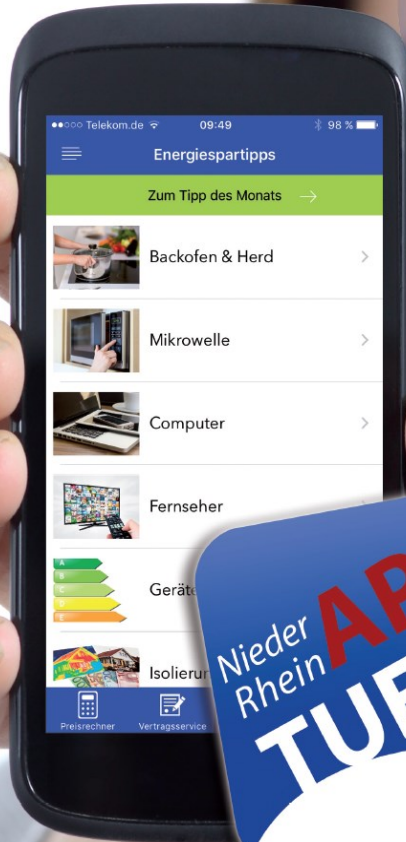 Telekom.de
09:49
98 %
Energiespartipps
Zum Tipp des Monats →
Backofen & Herd
Mikrowelle
Computer
Fernseher
A
B
C
D
E
Preisrechner
Vertragsservice
Nieder
Rhein